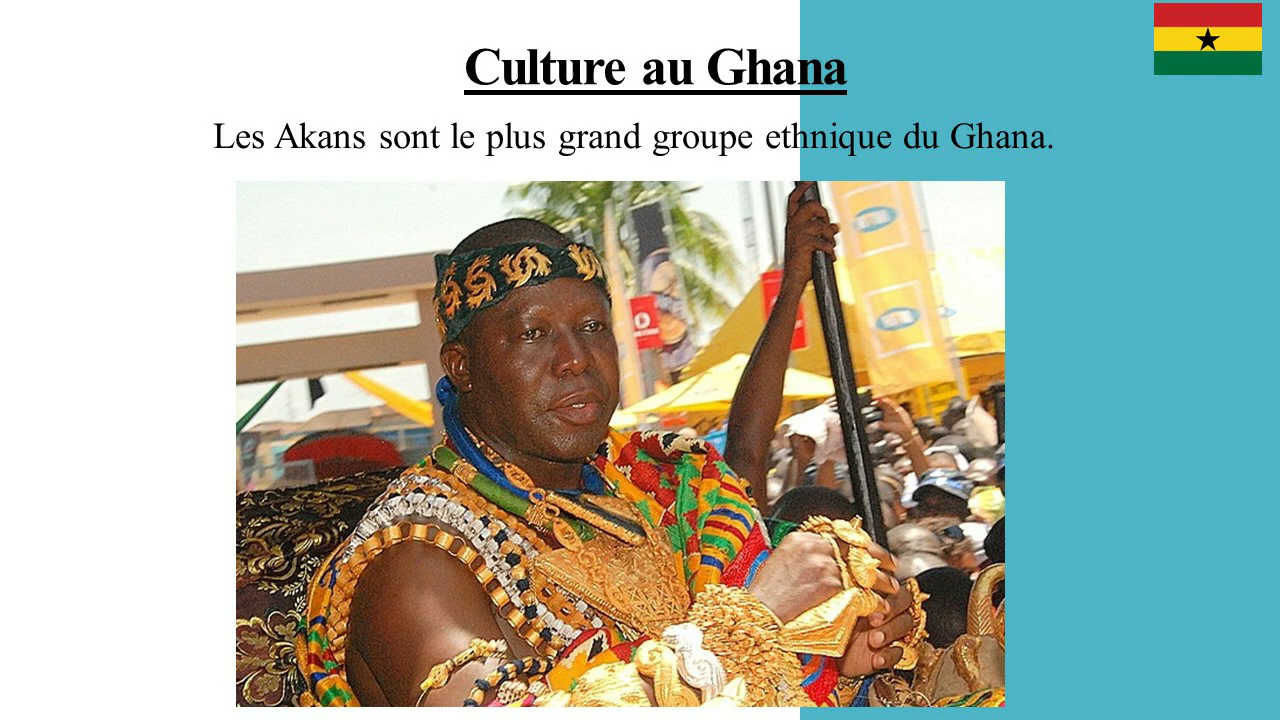 Culture au Ghana
Les Akans sont le plus grand groupe ethnique du Ghana.